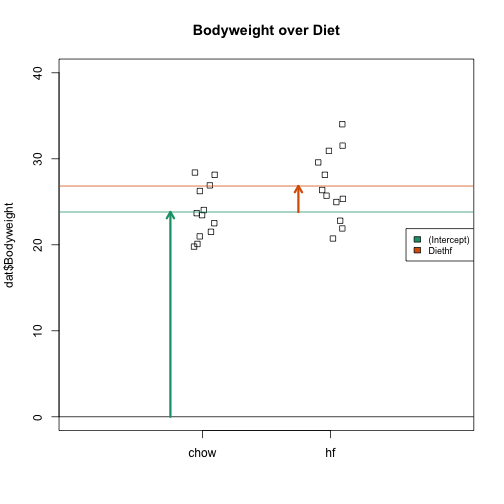 Bodyweight over Diet
dat$Bodyweight
40
30
20
10
0
(Intercept)
Diethf
chow
hf